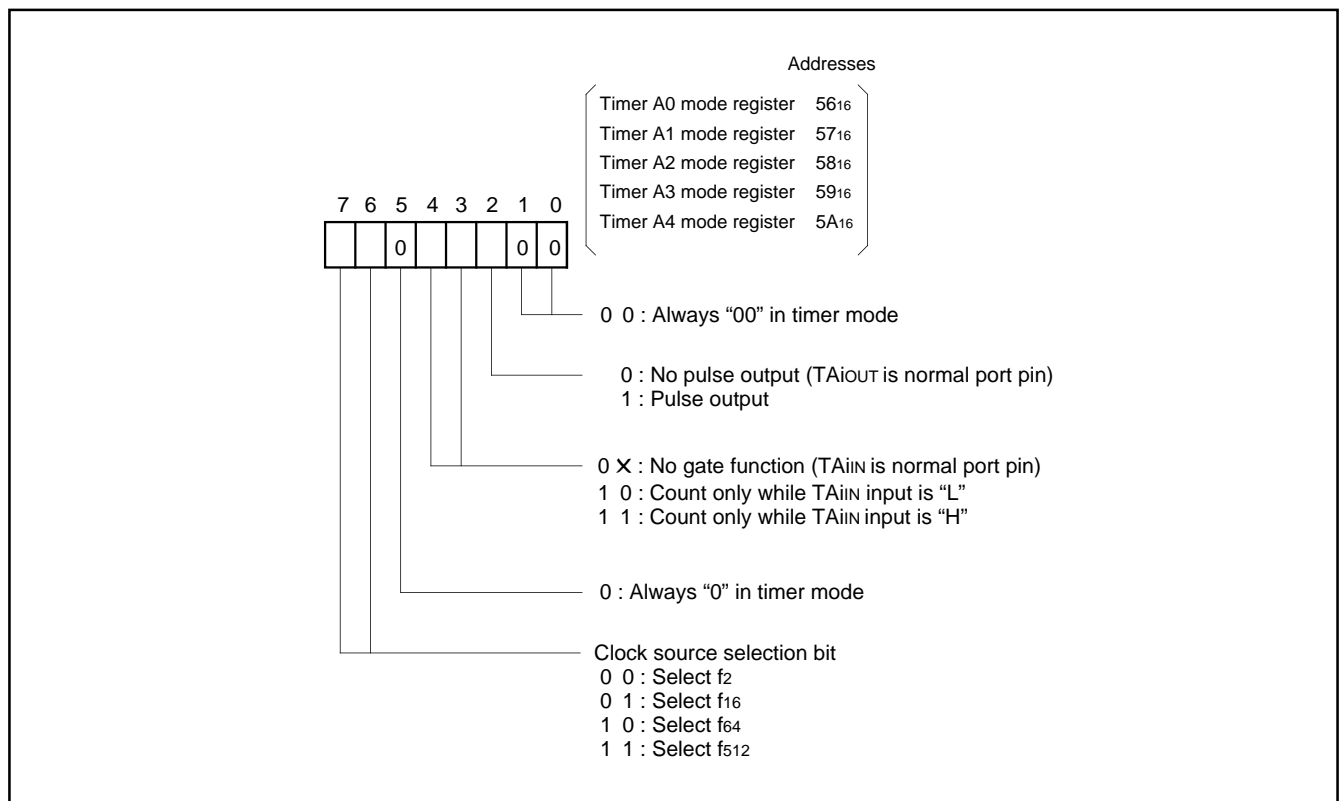 Addresses
Timer A0 mode register 5616
Timer A1 mode register 5716
Timer A2 mode register 5816
Timer A3 mode register 5916
Timer A4 mode register 5A16
7 6 5 4 3 2 1 0
0 0 0
0 0 : Always “00” in timer mode
0 : No pulse output (TAiOUT is normal port pin)
1 : Pulse output
0 X : No gate function (TAiIN is normal port pin)
1 0 : Count only while TAiIN input is “L”
1 1 : Count only while TAiIN input is “H”
0 : Always “0” in timer mode
Clock source selection bit
0 0 : Select f2
0 1 : Select f16
1 0 : Select f64
1 1 : Select f512